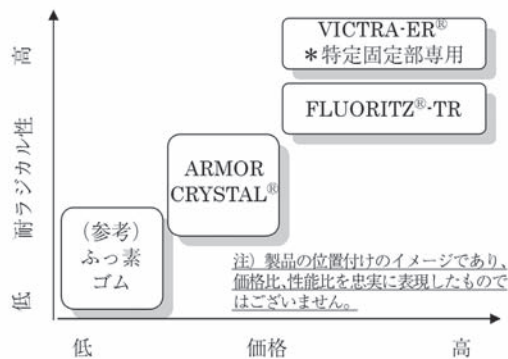 VICTRA-ER®
＊特定固定部専用
高
FLUORITZ®-TR
耐ラジカル性
ARMOR
CRYSTAL®
(参考)
ふっ素
ゴム
注）製品の位置付けのイメージであり、
価格比、性能比を忠実に表現したもので
はございません。
低
低
価格
高